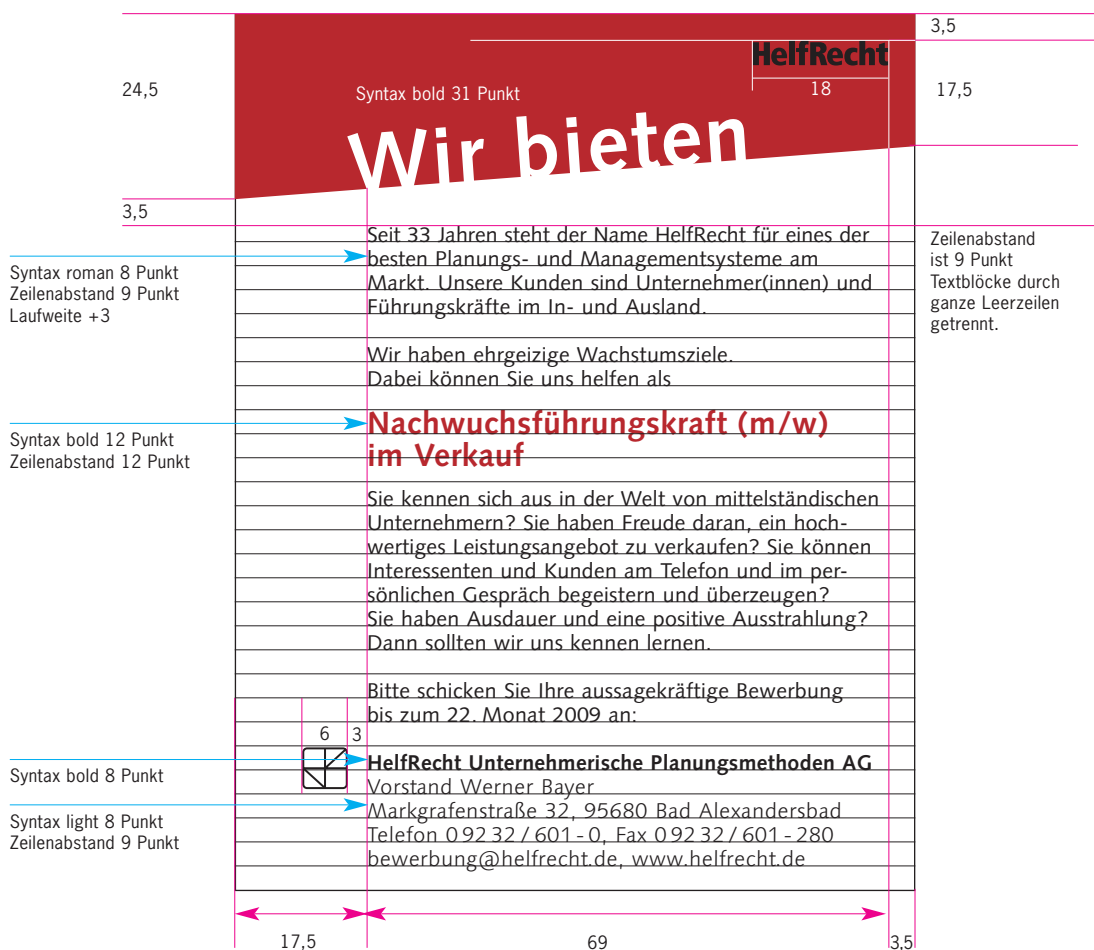 3,5
HelfRecht
24,5
18
17,5
Syntax bold 31 Punkt
Wir bieten
3,5
Seit 33 Jahren steht der Name HelfRecht für eines der
besten Planungs- und Managementsysteme am
Markt. Unsere Kunden sind Unternehmer(innen) und
Führungskräfte im In- und Ausland.
Zeilenabstand
ist 9 Punkt
Textblöcke durch
ganze Leerzeilen
getrennt.
Syntax roman 8 Punkt
Zeilenabstand 9 Punkt
Laufweite +3
Wir haben ehrgeizige Wachstumsziele.
Dabei können Sie uns helfen als
Syntax bold 12 Punkt
Zeilenabstand 12 Punkt
Nachwuchsführungskraft (m/w)
im Verkauf
Sie kennen sich aus in der Welt von mittelständischen
Unternehmern? Sie haben Freude daran, ein hoch-
wertiges Leistungsangebot zu verkaufen? Sie können
Interessenten und Kunden am Telefon und im per-
sönlichen Gespräch begeistern und überzeugen?
Sie haben Ausdauer und eine positive Ausstrahlung?
Dann sollten wir uns kennen lernen.
Bitte schicken Sie Ihre aussagekräftige Bewerbung
bis zum 22. Monat 2009 an:
6 3
Syntax bold 8 Punkt
HelfRecht Unternehmerische Planungsmethoden AG
Vorstand Werner Bayer
Markgrafenstraße 32, 95680 Bad Alexandersbad
Telefon 0 92 32 / 601 - 0, Fax 0 92 32 / 601 - 280
bewerbung@helfrecht.de, www.helfrecht.de
Syntax light 8 Punkt
Zeilenabstand 9 Punkt
17,5
69
3,5